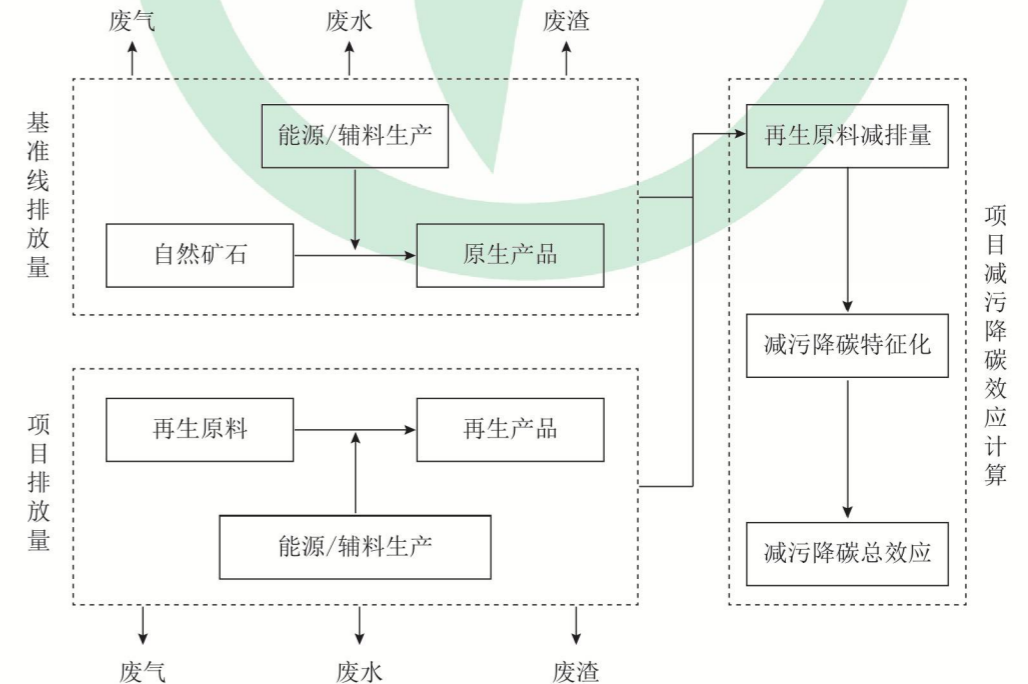 废气
废水
废渣
基准线排放量
能源/辅料生产
自然矿石
原生产品
项目排放量
再生原料
再生产品
能源/辅料生产
废气
废水
废渣
再生原料减排量
减污降碳特征化
减污降碳总效应
项目减污降碳效应计算